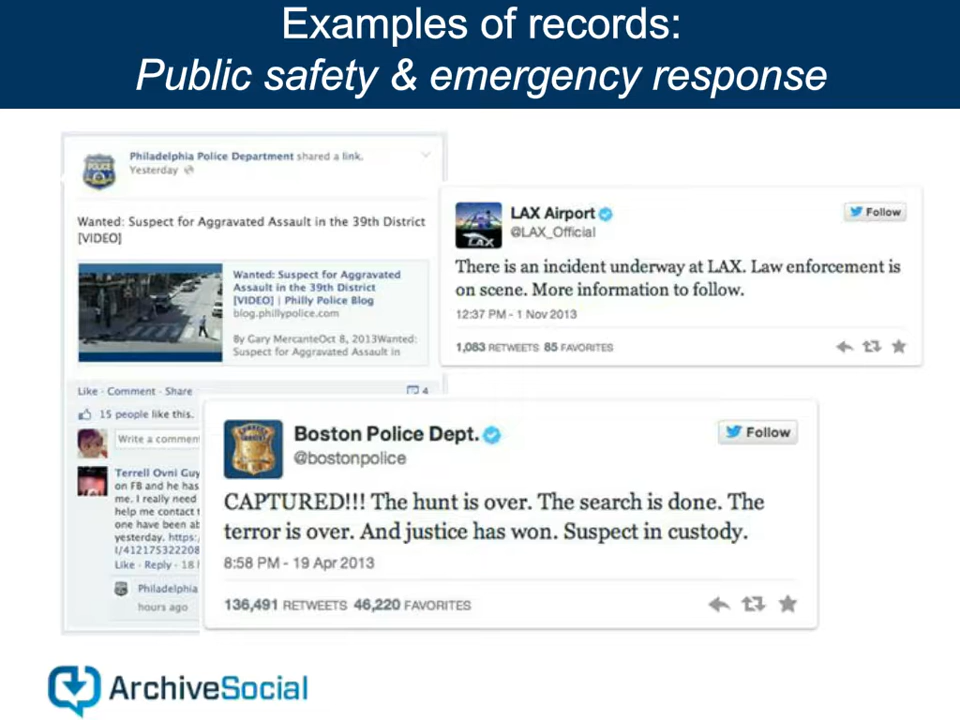 Examples of records:
Public safety & emergency response
Philadelphia Police Department shared a link.
Yesterday
Wanted: Suspect for Aggravated Assault in the 39th District
[VIDEO]
Wanted: Suspect for Aggravated
Assault in the 39th District
[VIDEO] | Philly Police Blog
blog.phillypolice.com
By Gary MercanteOct 8, 2013Wanted:
Suspect for Aggravated Assault in
Like · Comment · Share
4
15 people like this.
Write a commen
Terrell Ovni Guy
on FB and he has
me. I really need
help me contact
one have been ab
yesterday. https:
l/412175322208
Like · Reply · 18
Philadelphia
hours ago
LAX Airport
@LAX_Official
Follow
There is an incident underway at LAX. Law enforcement is
on scene. More information to follow.
12:37 PM - 1 Nov 2013
1,083 RETWEETS 85 FAVORITES
LAX
Boston Police Dept.
@bostonpolice
Follow
CAPTURED!!! The hunt is over. The search is done. The
terror is over. And justice has won. Suspect in custody.
8:58 PM - 19 Apr 2013
136,491 RETWEETS 46,220 FAVORITES
ArchiveSocial